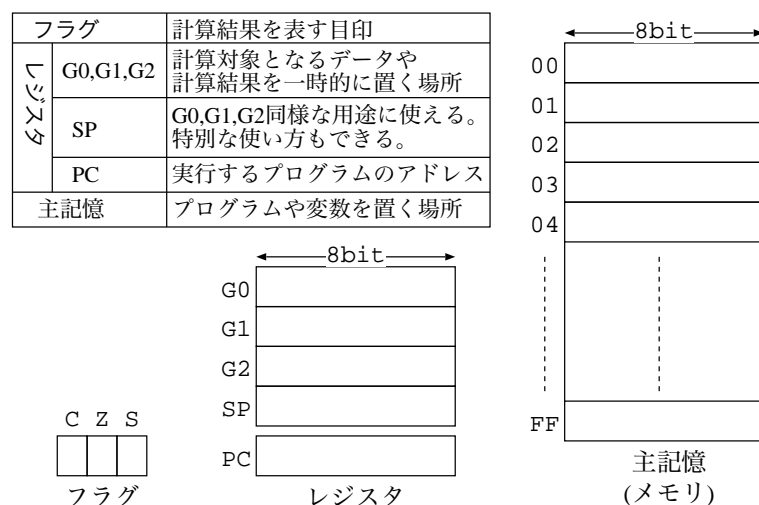 フラグ 計算結果を表す目印
レジスタ
G0,G1,G2 計算対象となるデータや
計算結果を一時的に置く場所
SP G0,G1,G2同様な用途に使える。
特別な使い方もできる。
PC 実行するプログラムのアドレス
主記憶 プログラムや変数を置く場所
C Z S
フラグ
8bit
G0
G1
G2
SP
PC
レジスタ
8bit
00
01
02
03
04
FF
主記憶
(メモリ)